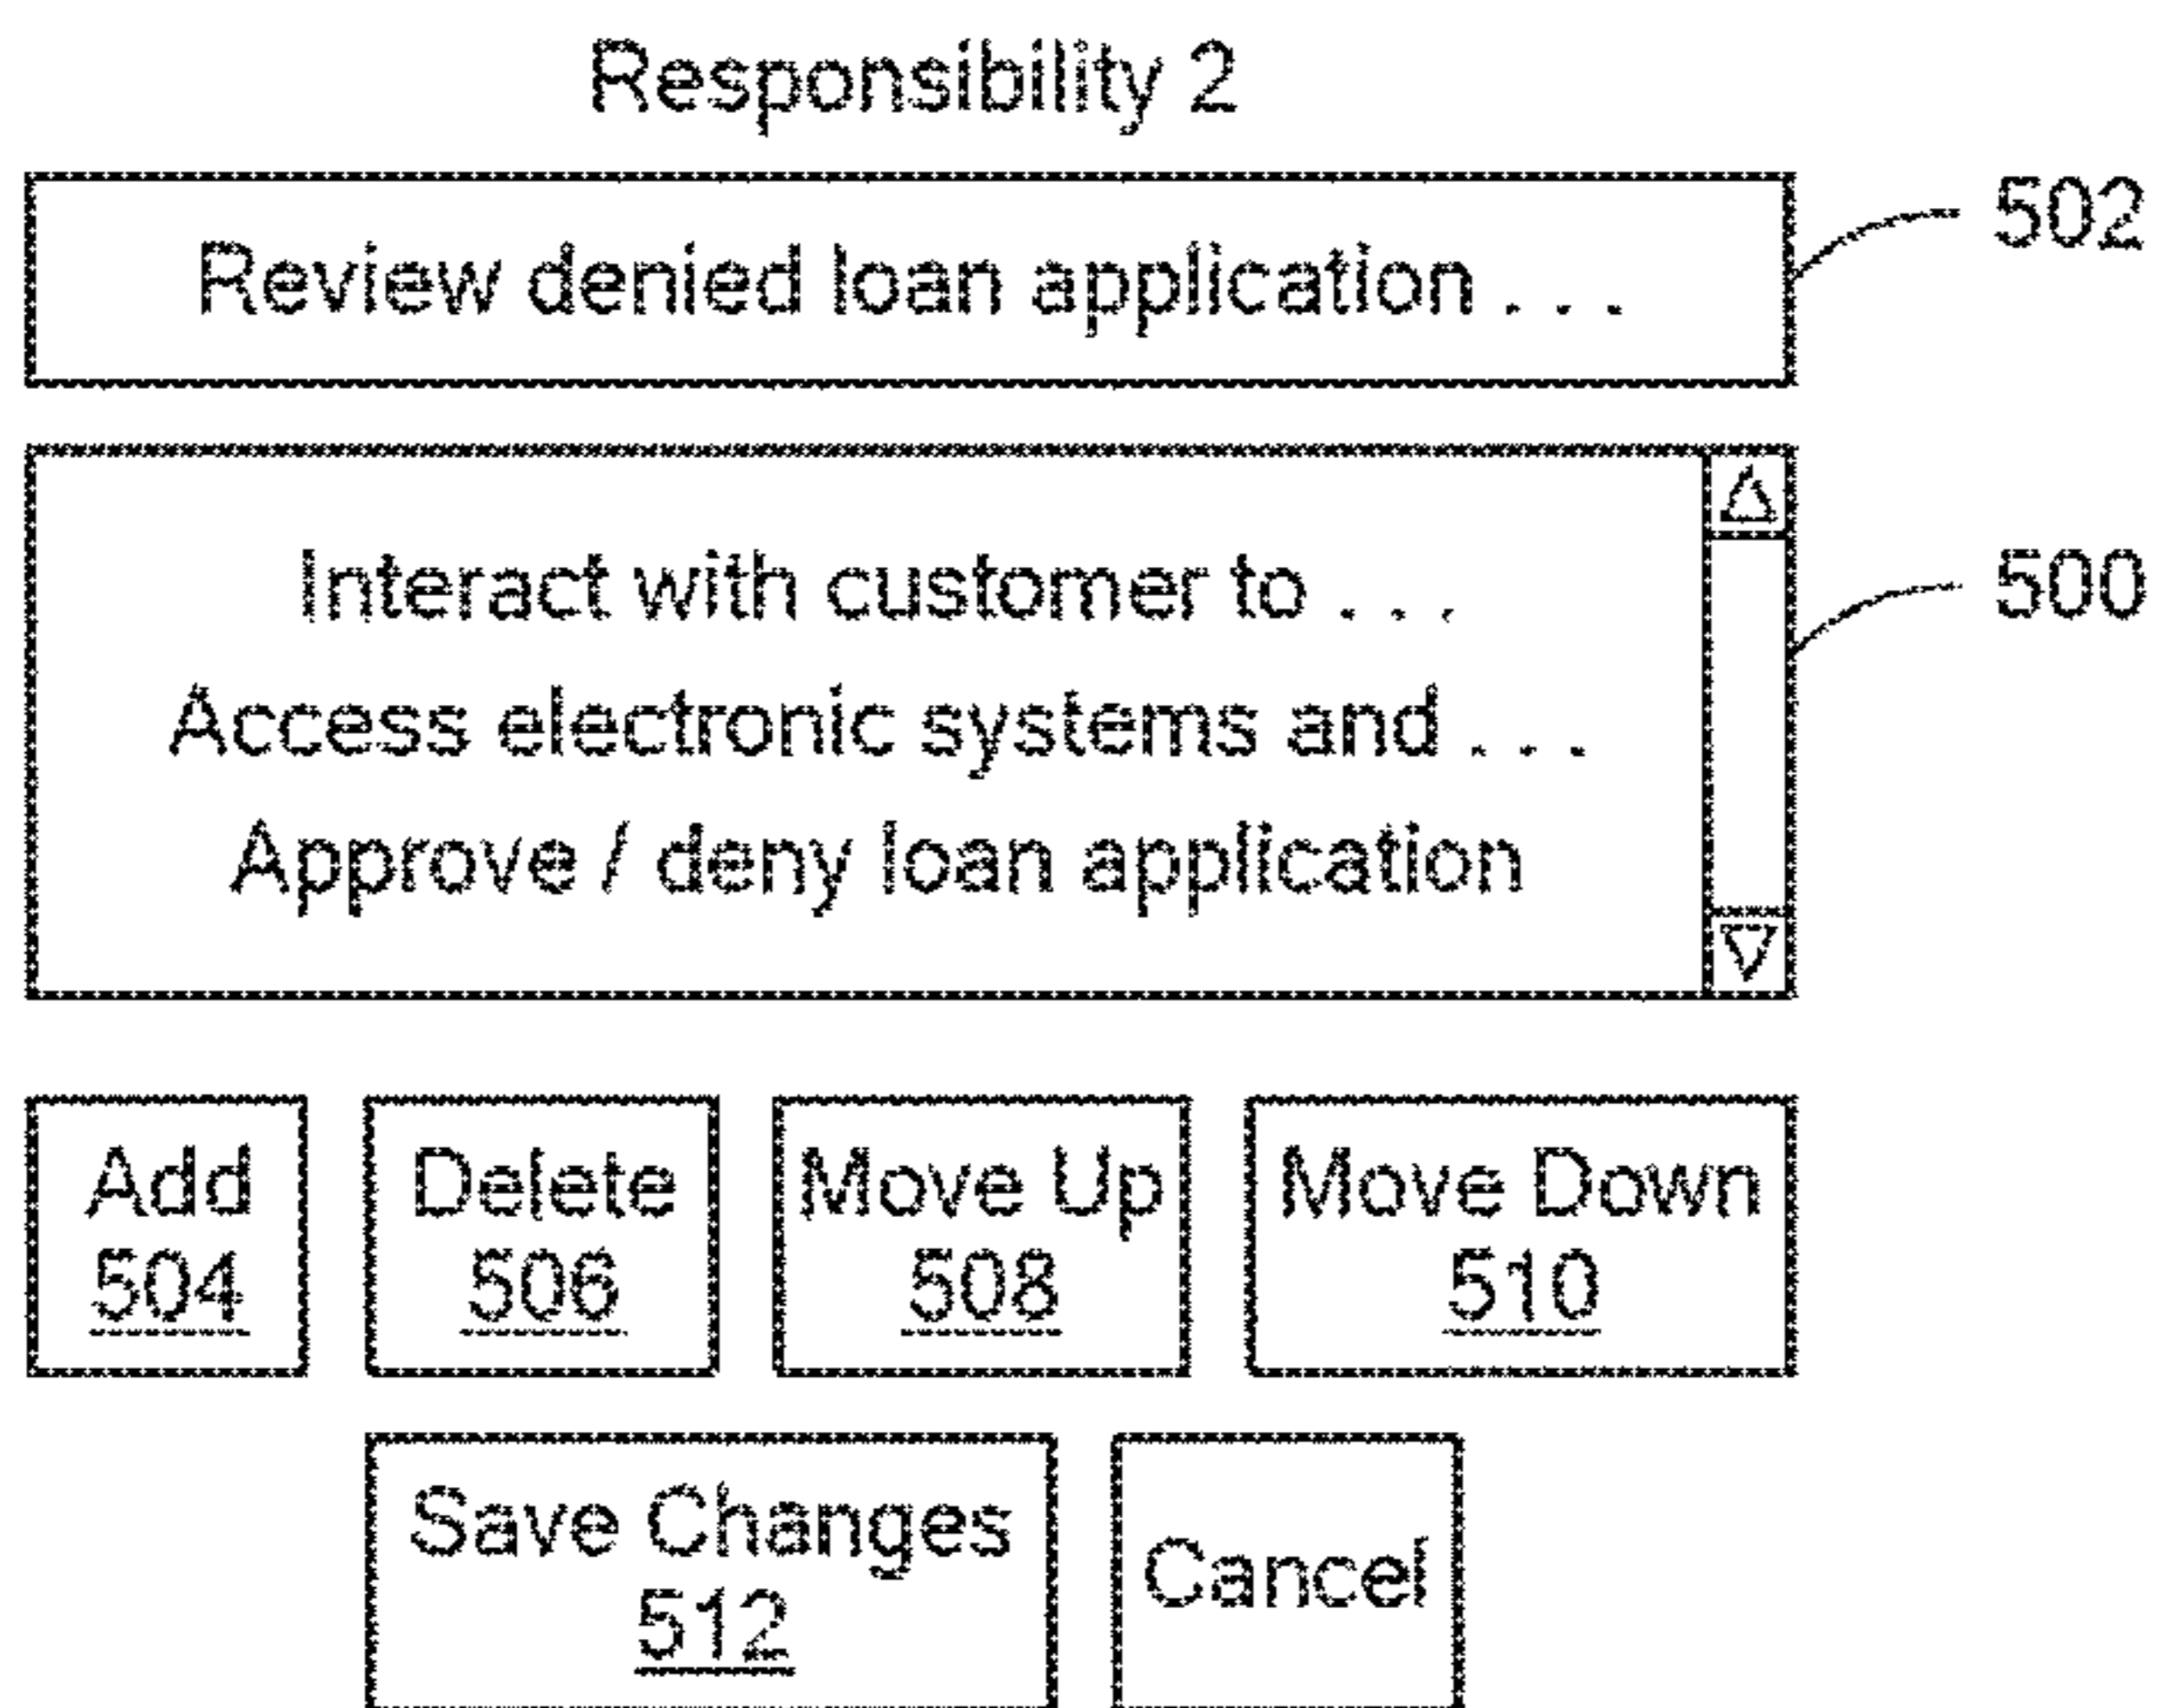 Responsibility 2
Review denied loan application . . .
502
Interact with customer to . . .
500
Access electronic systems and . . .
Approve / deny loan application
Add
504
Delete
506
Move Up
508
Move Down
510
Save Changes
512
Cancel